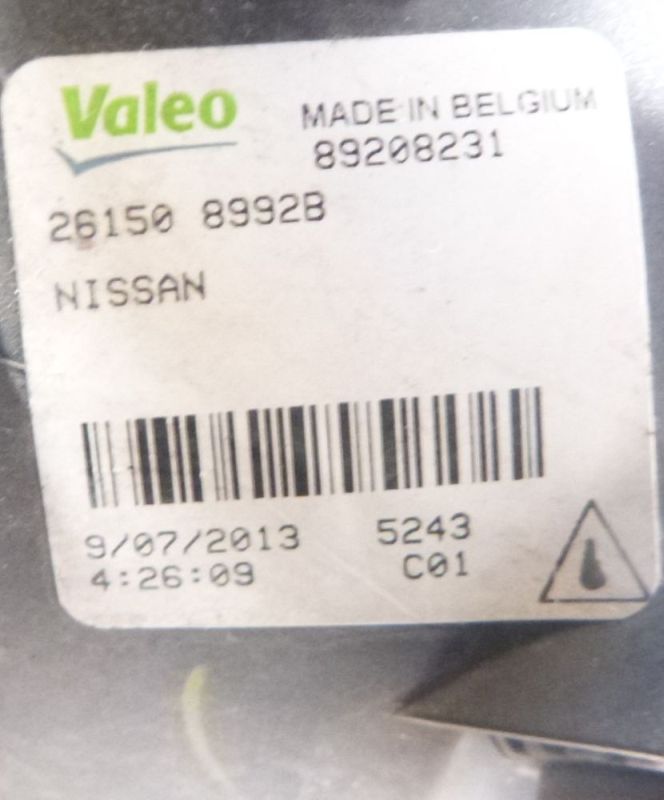 Valeo
MADE IN BELGIUM
89208231
26150 8992B
NISSAN
9/07/2013 5243
4:26:09 C01